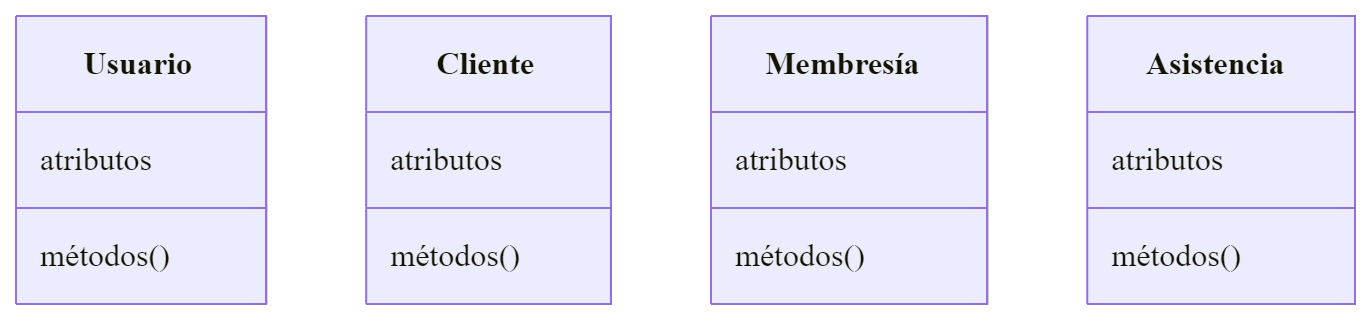 Usuario
atributos
métodos()
Cliente
atributos
métodos()
Membresía
atributos
métodos()
Asistencia
atributos
métodos()